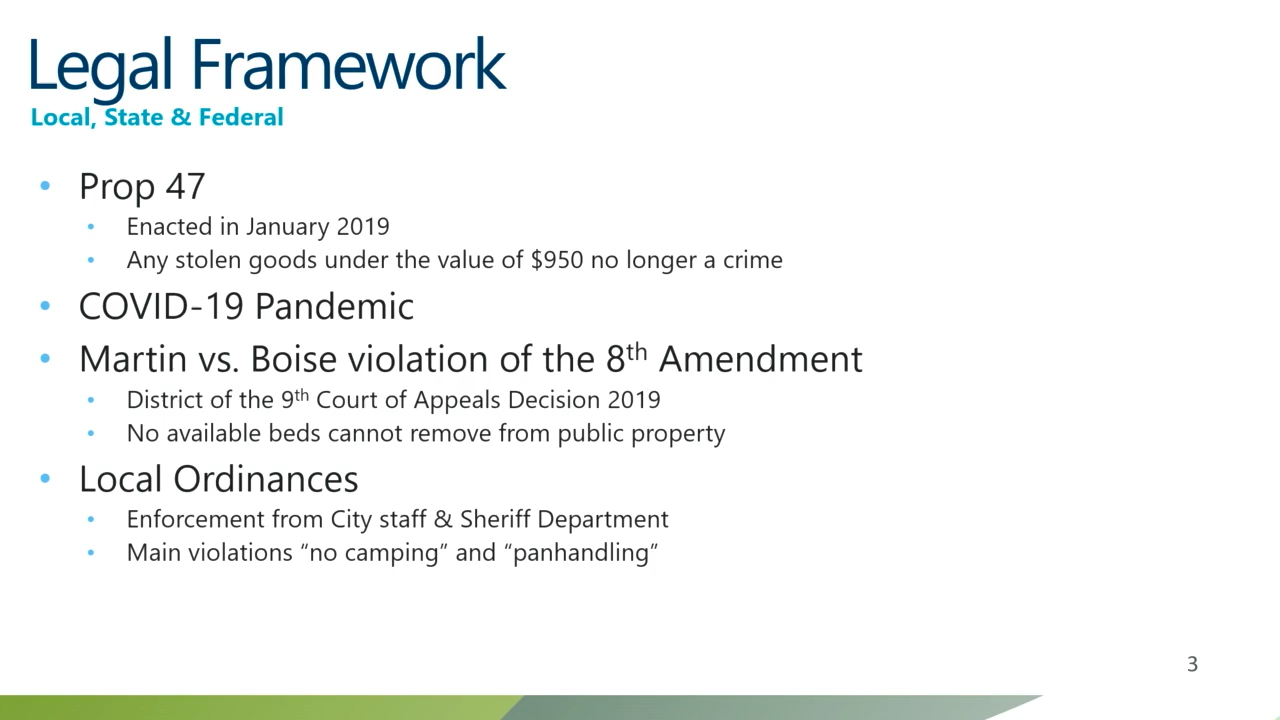 Legal Framework
Local, State & Federal
• Prop 47
• Enacted in January 2019
• Any stolen goods under the value of $950 no longer a crime
• COVID-19 Pandemic
• Martin vs. Boise violation of the 8th Amendment
• District of the 9th Court of Appeals Decision 2019
• No available beds cannot remove from public property
• Local Ordinances
• Enforcement from City staff & Sheriff Department
• Main violations “no camping” and “panhandling”
3